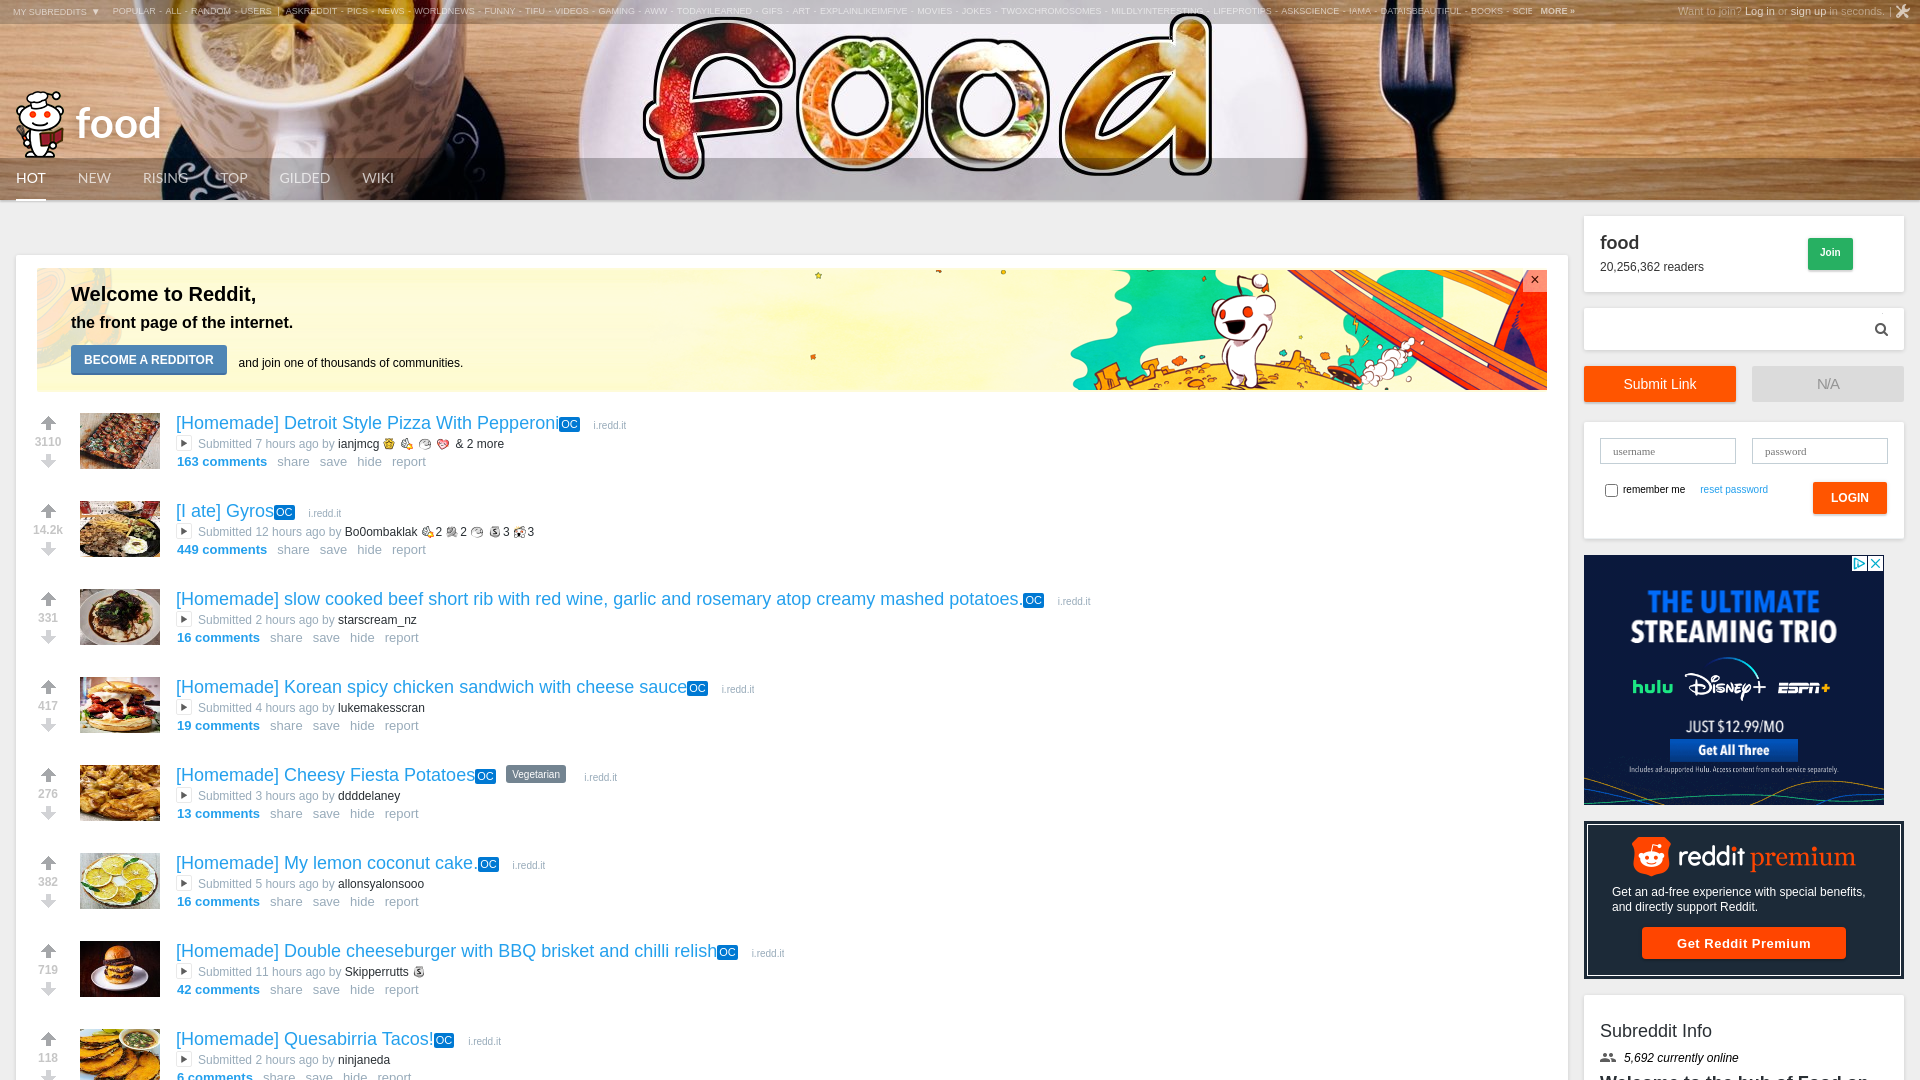 MY SUBREDDITS ▼ POPULAR - ALL - RANDOM - USERS | ASKREDDIT - PICS - NEWS - WORLDNEWS - FUNNY - TIFU - VIDEOS - GAMING - AWW - TODAYILEARNED - GIFS - ART - EXPLAINLIKEIMFIVE - MOVIES - JOKES - TWOXCHROMOSOMES - MILDLYINTERESTING - LIFEPROTIPS - ASKSCIENCE - IAMA - DATAISBEAUTIFUL - BOOKS - SCIE MORE »
Want to join? Log in or sign up in seconds. |
food
food
HOT NEW RISING TOP GILDED WIKI
Welcome to Reddit,
the front page of the internet.
BECOME A REDDITOR and join one of thousands of communities.
×
[Homemade] Detroit Style Pizza With Pepperoni OC i.redd.it
3110
Submitted 7 hours ago by ianjmcg & 2 more
163 comments share save hide report
[I ate] Gyros OC i.redd.it
14.2k
Submitted 12 hours ago by Bo0ombaklak 2 2 3 3
449 comments share save hide report
[Homemade] slow cooked beef short rib with red wine, garlic and rosemary atop creamy mashed potatoes. OC i.redd.it
331
Submitted 2 hours ago by starscream_nz
16 comments share save hide report
[Homemade] Korean spicy chicken sandwich with cheese sauce OC i.redd.it
417
Submitted 4 hours ago by lukemakesscran
19 comments share save hide report
[Homemade] Cheesy Fiesta Potatoes OC Vegetarian i.redd.it
276
Submitted 3 hours ago by ddddelaney
13 comments share save hide report
[Homemade] My lemon coconut cake. OC i.redd.it
382
Submitted 5 hours ago by allonsyalonsooo
16 comments share save hide report
[Homemade] Double cheeseburger with BBQ brisket and chilli relish OC i.redd.it
719
Submitted 11 hours ago by Skipperrutts
42 comments share save hide report
[Homemade] Quesabirria Tacos! OC i.redd.it
118
Submitted 2 hours ago by ninjaneda
6 comments share save hide report
food
20,256,362 readers
Join
Submit Link N/A
username password
remember me reset password LOGIN
THE ULTIMATE
STREAMING TRIO
hulu Disney+ ESPN+
JUST $12.99/MO
Get All Three
Includes ad-supported Hulu. Access content from each service separately.
reddit premium
Get an ad-free experience with special benefits,
and directly support Reddit.
Get Reddit Premium
Subreddit Info
5,692 currently online
Welcome to the hub of Food on